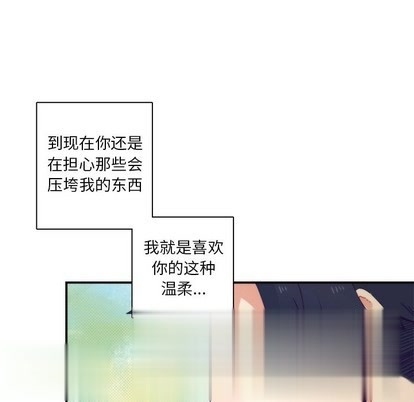 到现在你还是
在担心那些会
压垮我的东西
我就是喜欢
你的这种
温柔...